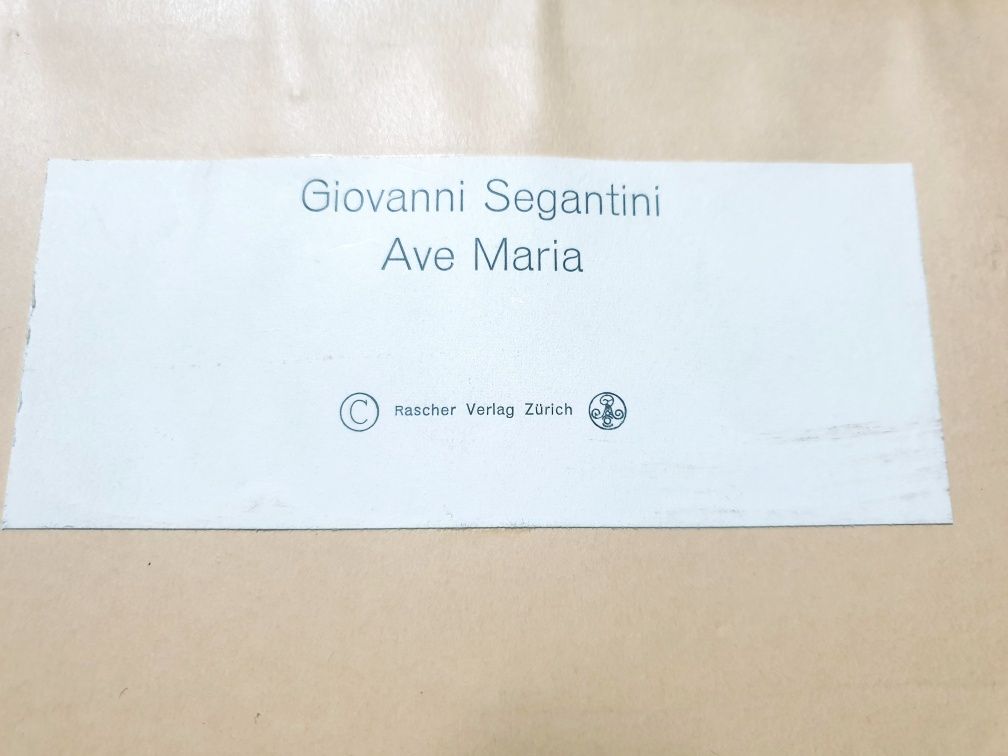 Giovanni Segantini
Ave Maria
© Rascher Verlag Zürich